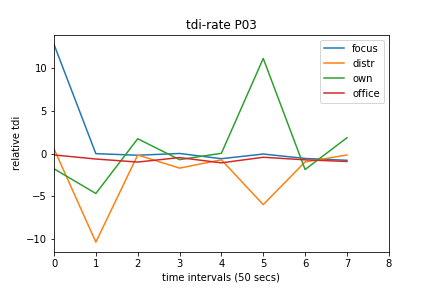 tdi-rate P03
focus
distr
own
office
relative tdi
10
5
0
−5
−10
0 1 2 3 4 5 6 7 8
time intervals (50 secs)